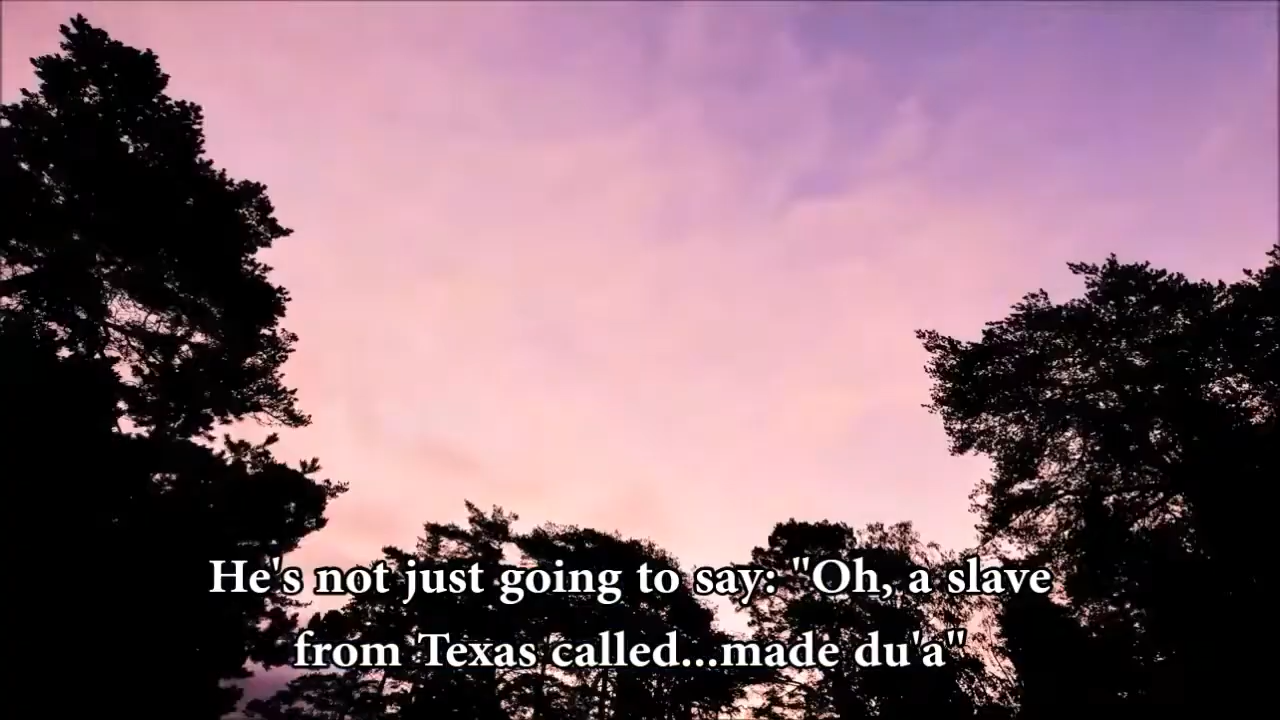 He's not just going to say: "Oh, a slave
from Texas called...made du'a"